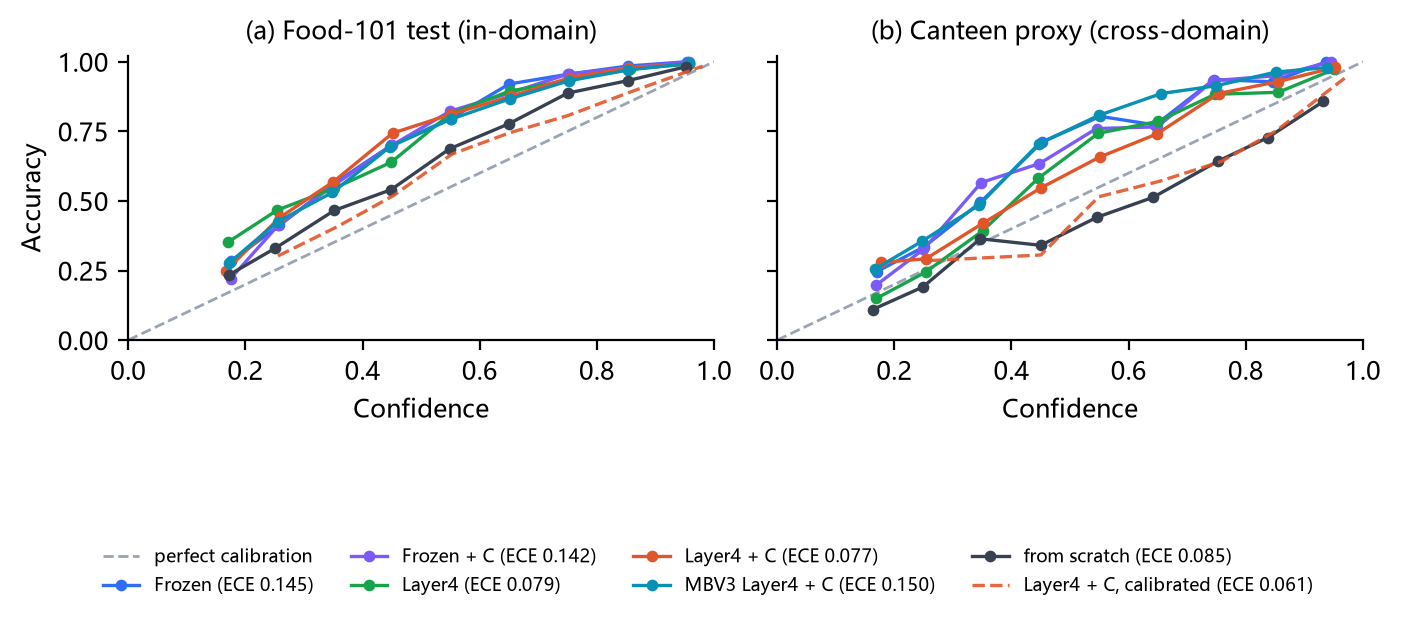 (a) Food-101 test (in-domain)
(b) Canteen proxy (cross-domain)
Accuracy
1.00
0.75
0.50
0.25
0.00
0.0 0.2 0.4 0.6 0.8 1.0
0.0 0.2 0.4 0.6 0.8 1.0
Confidence
Confidence
perfect calibration
Frozen (ECE 0.145)
Frozen + C (ECE 0.142)
Layer4 (ECE 0.079)
Layer4 + C (ECE 0.077)
MBV3 Layer4 + C (ECE 0.150)
from scratch (ECE 0.085)
Layer4 + C, calibrated (ECE 0.061)